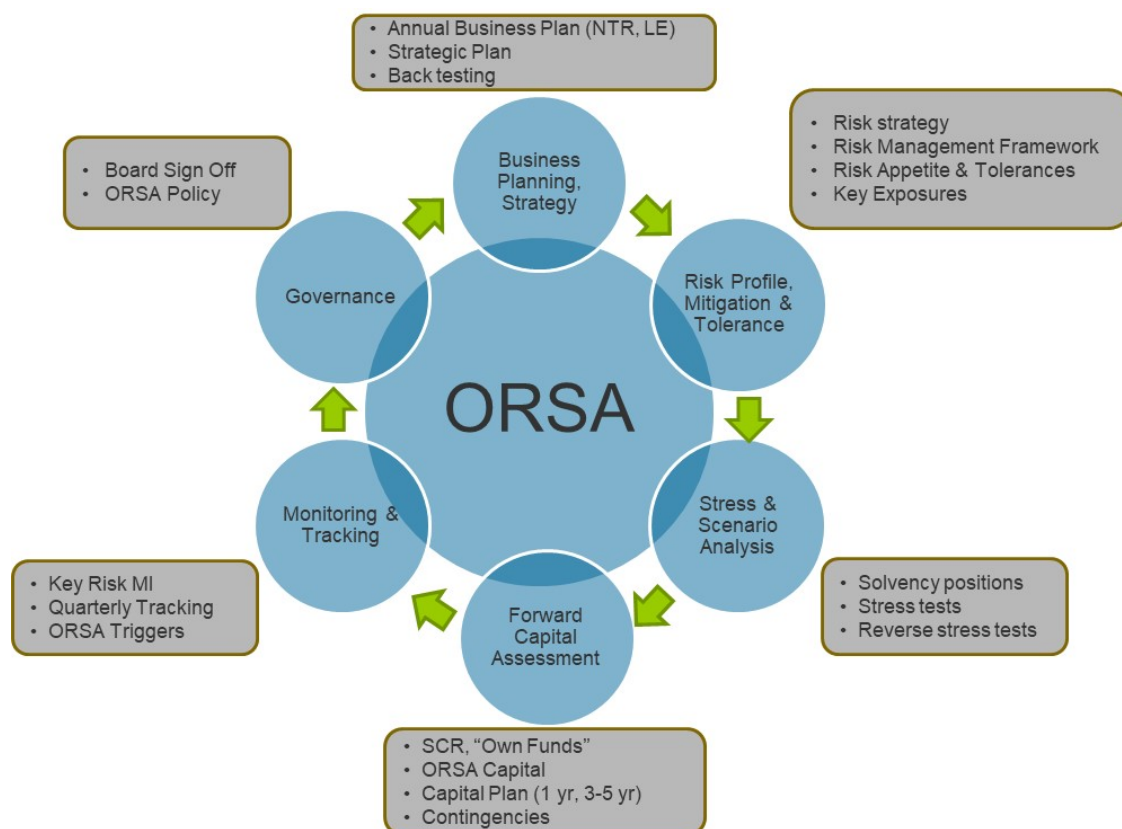 • Annual Business Plan (NTR, LE)
• Strategic Plan
• Back testing
Business
Planning,
Strategy
• Risk strategy
• Risk Management Framework
• Risk Appetite & Tolerances
• Key Exposures
Risk Profile,
Mitigation &
Tolerance
Stress &
Scenario
Analysis
• Solvency positions
• Stress tests
• Reverse stress tests
Forward
Capital
Assessment
• SCR, “Own Funds”
• ORSA Capital
• Capital Plan (1 yr, 3-5 yr)
• Contingencies
Monitoring &
Tracking
• Key Risk MI
• Quarterly Tracking
• ORSA Triggers
Governance
• Board Sign Off
• ORSA Policy
ORSA